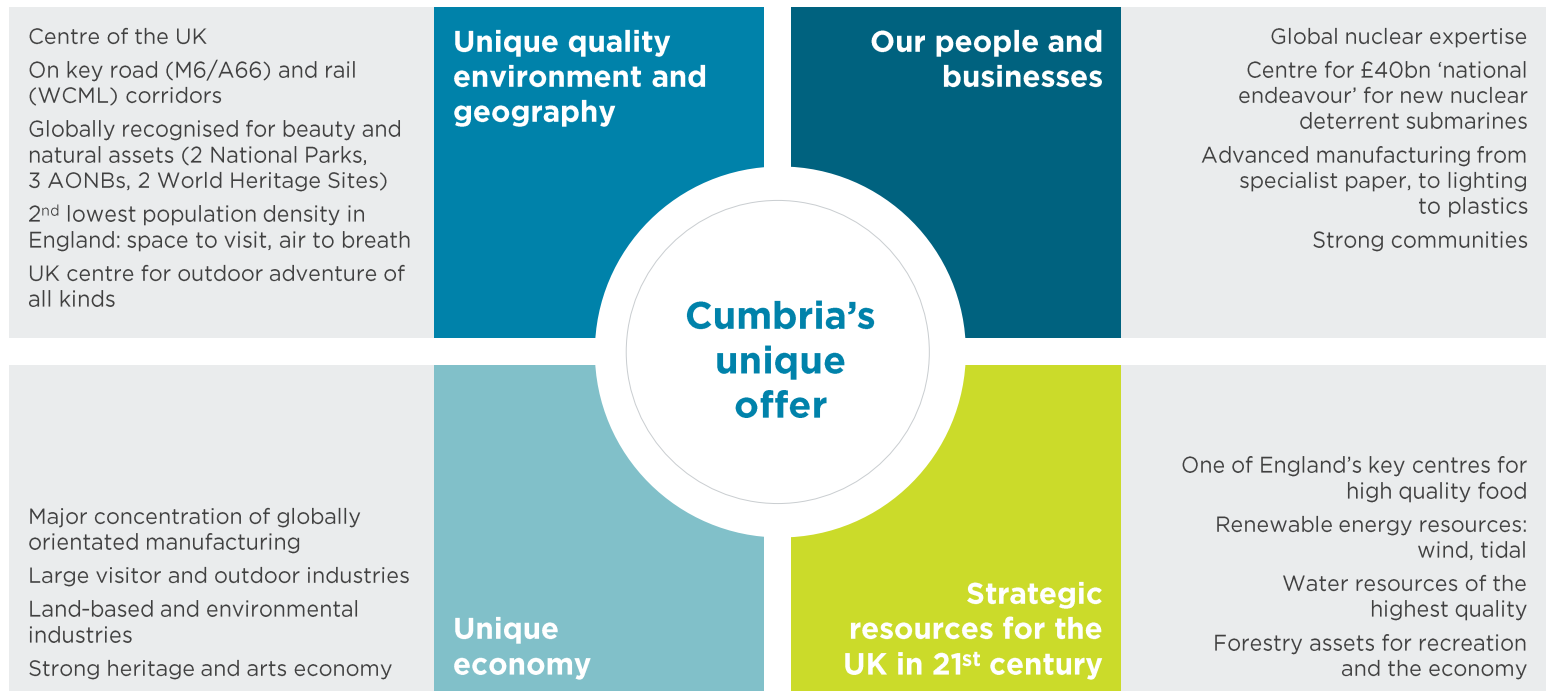 Centre of the UK
On key road (M6/A66) and rail
(WCML) corridors
Globally recognised for beauty and
natural assets (2 National Parks,
3 AONBs, 2 World Heritage Sites)
2nd lowest population density in
England: space to visit, air to breath
UK centre for outdoor adventure of
all kinds
Unique quality
environment and
geography
Our people and
businesses
Global nuclear expertise
Centre for £40bn ‘national
endeavour’ for new nuclear
deterrent submarines
Advanced manufacturing from
specialist paper, to lighting
to plastics
Strong communities
Cumbria’s
unique
offer
Major concentration of globally
orientated manufacturing
Large visitor and outdoor industries
Land-based and environmental
industries
Strong heritage and arts economy
Unique
economy
Strategic
resources for the
UK in 21st century
One of England’s key centres for
high quality food
Renewable energy resources:
wind, tidal
Water resources of the
highest quality
Forestry assets for recreation
and the economy